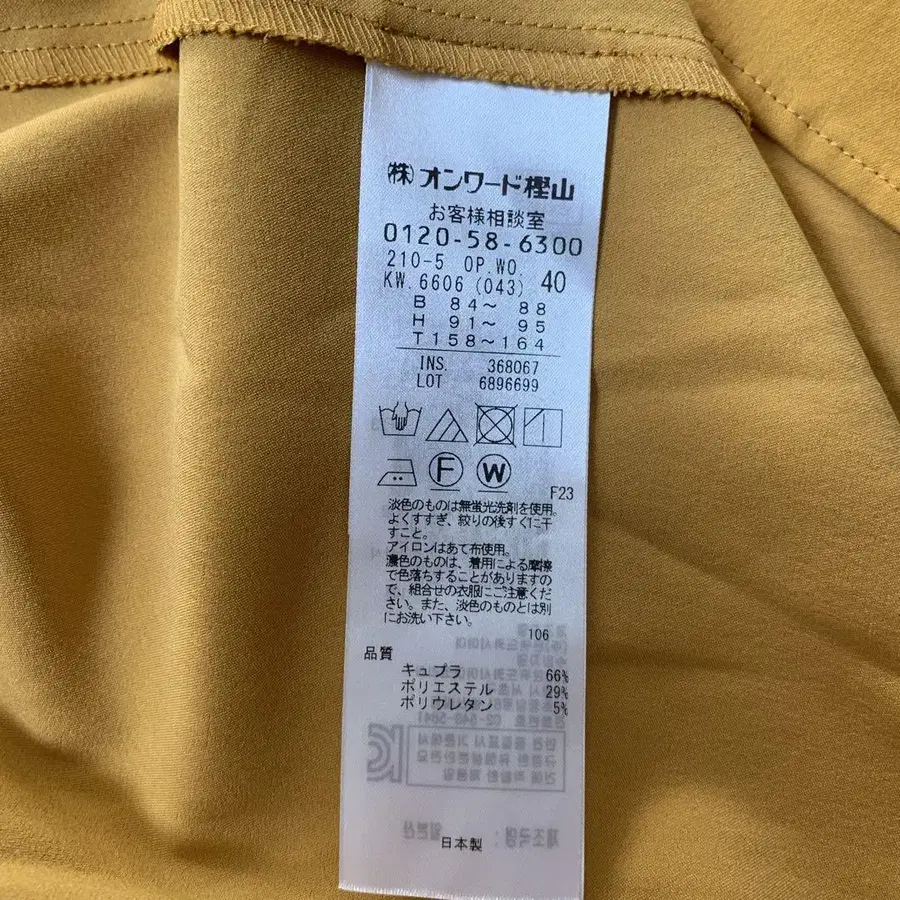 (株)オンワード樫山
お客様相談室
0120-58-6300
210-5 OP.WO. 40
KW.6606 (043)
B 84～ 88
H 91～ 95
T158～164
INS. 368067
LOT 6896699
F
W
F23
淡色のものは無蛍光洗剤を使用。
よくすすぎ、絞りの後すぐに干
すこと。
アイロンはあて布使用。
濃色のものは、着用による摩擦
で色落ちすることがありますの
で、組合せの衣服にご注意くだ
さい。また、淡色のものとは別
にお洗い下さい。
106
品質
キュプラ 66%
ポリエステル 29%
ポリウレタン 5%
日本製